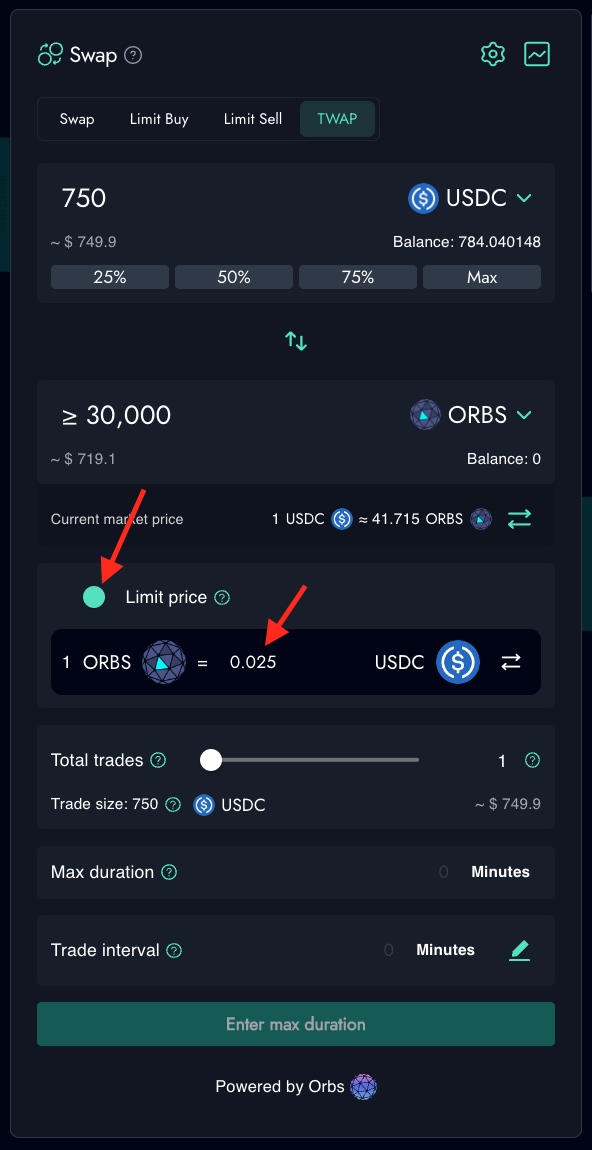 Swap
Swap Limit Buy Limit Sell TWAP
750 USDC
~ $ 749.9 Balance: 784.040148
25% 50% 75% Max
≥ 30,000 ORBS
~ $ 719.1 Balance: 0
Current market price 1 USDC ≈ 41.715 ORBS
Limit price
1 ORBS = 0.025 USDC
Total trades 1
Trade size: 750 USDC ~ $ 749.9
Max duration 0 Minutes
Trade interval 0 Minutes
Enter max duration
Powered by Orbs